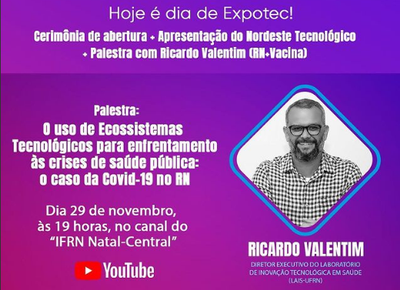 Hoje é dia de Expotec!
Cerimônia de abertura + Apresentação do Nordeste Tecnológico
+ Palestra com Ricardo Valentim (RN+Vacina)
Palestra:
O uso de Ecossistemas
Tecnológicos para enfrentamento
às crises de saúde pública:
o caso da Covid-19 no RN
Dia 29 de novembro,
às 19 horas, no canal do
"IFRN Natal-Central"
YouTube
RICARDO VALENTIM
DIRETOR EXECUTIVO DO LABORATÓRIO
DE INOVAÇÃO TECNOLÓGICA EM SAÚDE
(LAIS-UFRN)